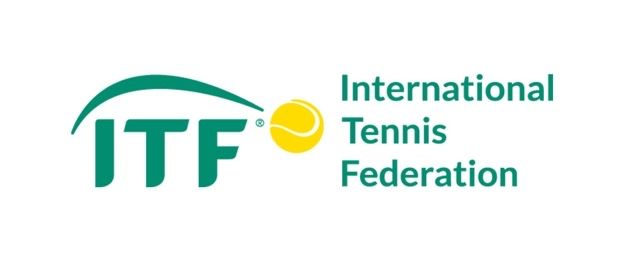 ITF®
International
Tennis
Federation